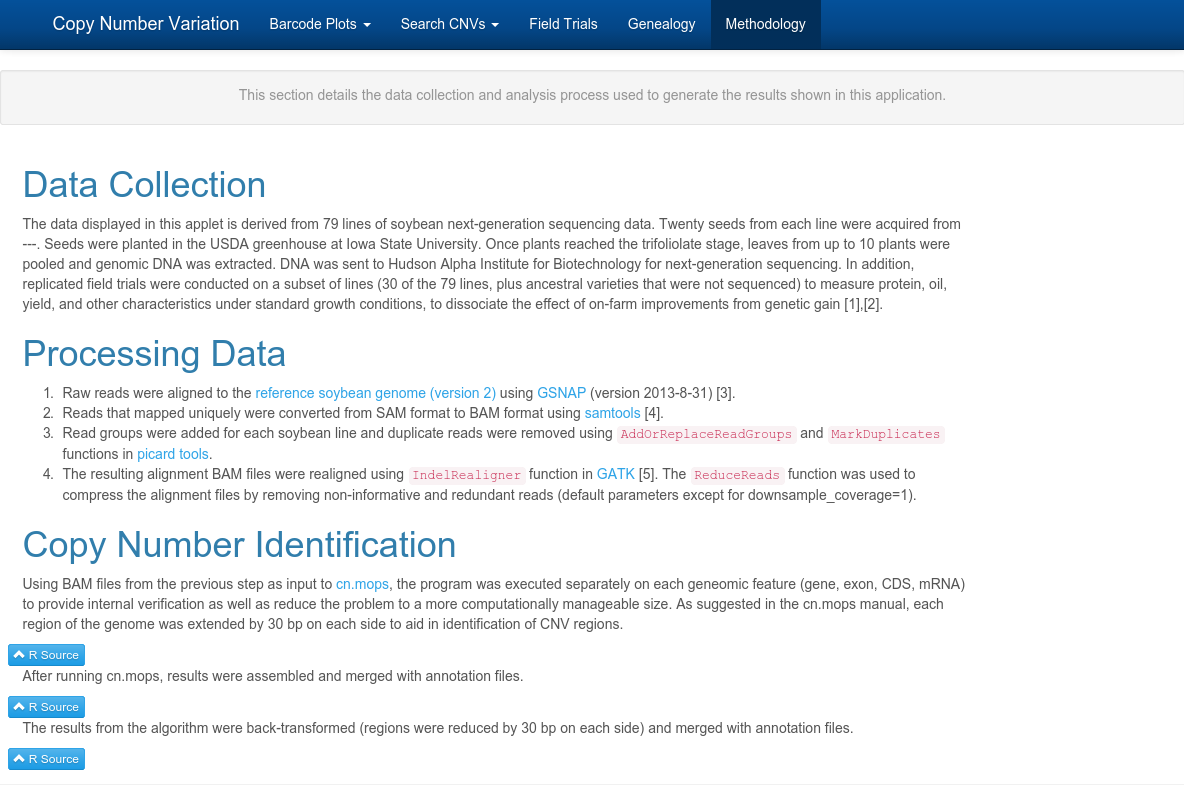 Copy Number Variation Barcode Plots Search CNVs Field Trials Genealogy Methodology
This section details the data collection and analysis process used to generate the results shown in this application.
Data Collection
The data displayed in this applet is derived from 79 lines of soybean next-generation sequencing data. Twenty seeds from each line were acquired from
---. Seeds were planted in the USDA greenhouse at Iowa State University. Once plants reached the trifoliolate stage, leaves from up to 10 plants were
pooled and genomic DNA was extracted. DNA was sent to Hudson Alpha Institute for Biotechnology for next-generation sequencing. In addition,
replicated field trials were conducted on a subset of lines (30 of the 79 lines, plus ancestral varieties that were not sequenced) to measure protein, oil,
yield, and other characteristics under standard growth conditions, to dissociate the effect of on-farm improvements from genetic gain [1],[2].
Processing Data
1. Raw reads were aligned to the reference soybean genome (version 2) using GSNAP (version 2013-8-31) [3].
2. Reads that mapped uniquely were converted from SAM format to BAM format using samtools [4].
3. Read groups were added for each soybean line and duplicate reads were removed using AddOrReplaceReadGroups and MarkDuplicates
functions in picard tools.
4. The resulting alignment BAM files were realigned using IndelRealigner function in GATK [5]. The ReduceReads function was used to
compress the alignment files by removing non-informative and redundant reads (default parameters except for downsample_coverage=1).
Copy Number Identification
Using BAM files from the previous step as input to cn.mops, the program was executed separately on each geneomic feature (gene, exon, CDS, mRNA)
to provide internal verification as well as reduce the problem to a more computationally manageable size. As suggested in the cn.mops manual, each
region of the genome was extended by 30 bp on each side to aid in identification of CNV regions.
R Source
After running cn.mops, results were assembled and merged with annotation files.
R Source
The results from the algorithm were back-transformed (regions were reduced by 30 bp on each side) and merged with annotation files.
R Source